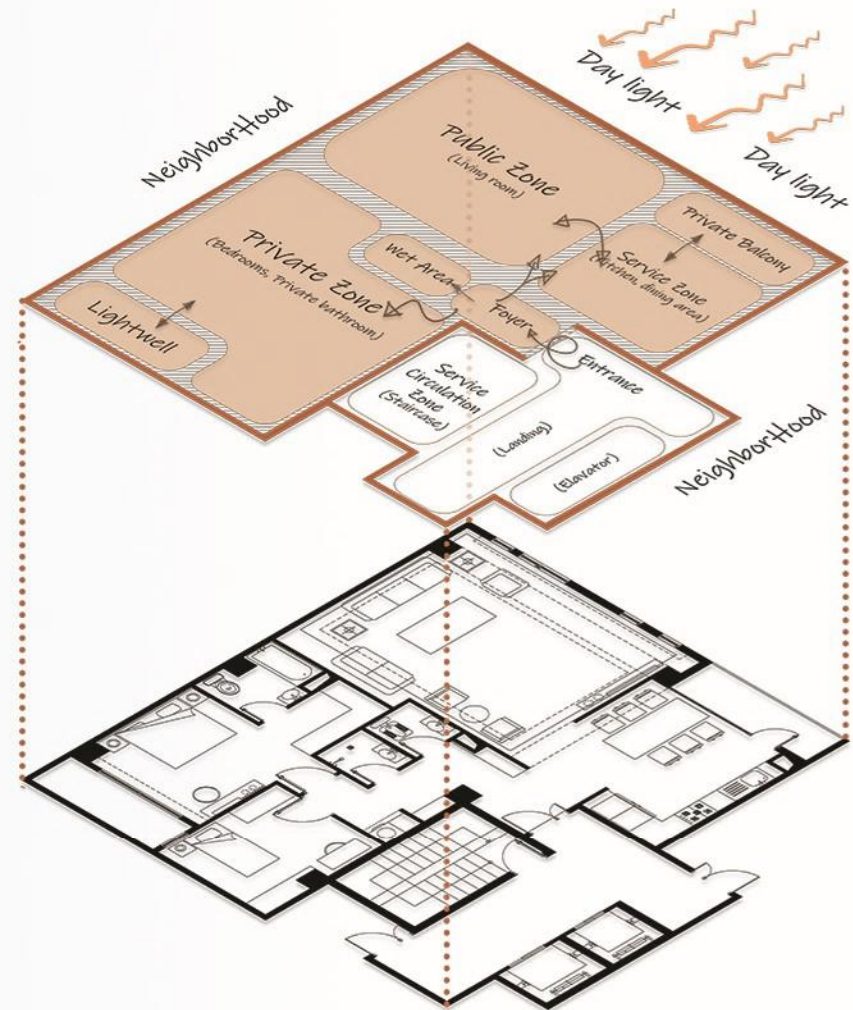 Day light
Day light
Neighborhood
Public Zone
(Living room)
Private Balcony
Service Zone
(kitchen, dining area)
Wet Area
Private Zone
(Bedrooms, Private bathroom)
Foyer
Lightwell
Entrance
Service
Circulation
Zone
(Staircase)
(Landing)
(Elavator)
Neighborhood